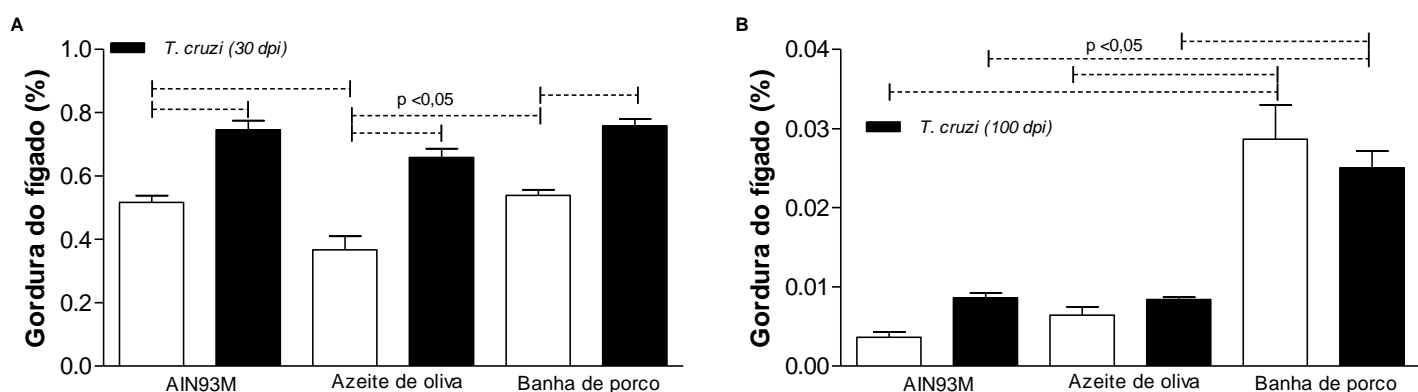 A
Gordura do fígado (%)
1.0
0.8
0.6
0.4
0.2
0.0
T. cruzi (30 dpi)
p <0,05
AIN93M Azeite de oliva Banha de porco
B
Gordura do fígado (%)
0.04
0.03
0.02
0.01
0.00
p <0,05
T. cruzi (100 dpi)
AIN93M Azeite de oliva Banha de porco